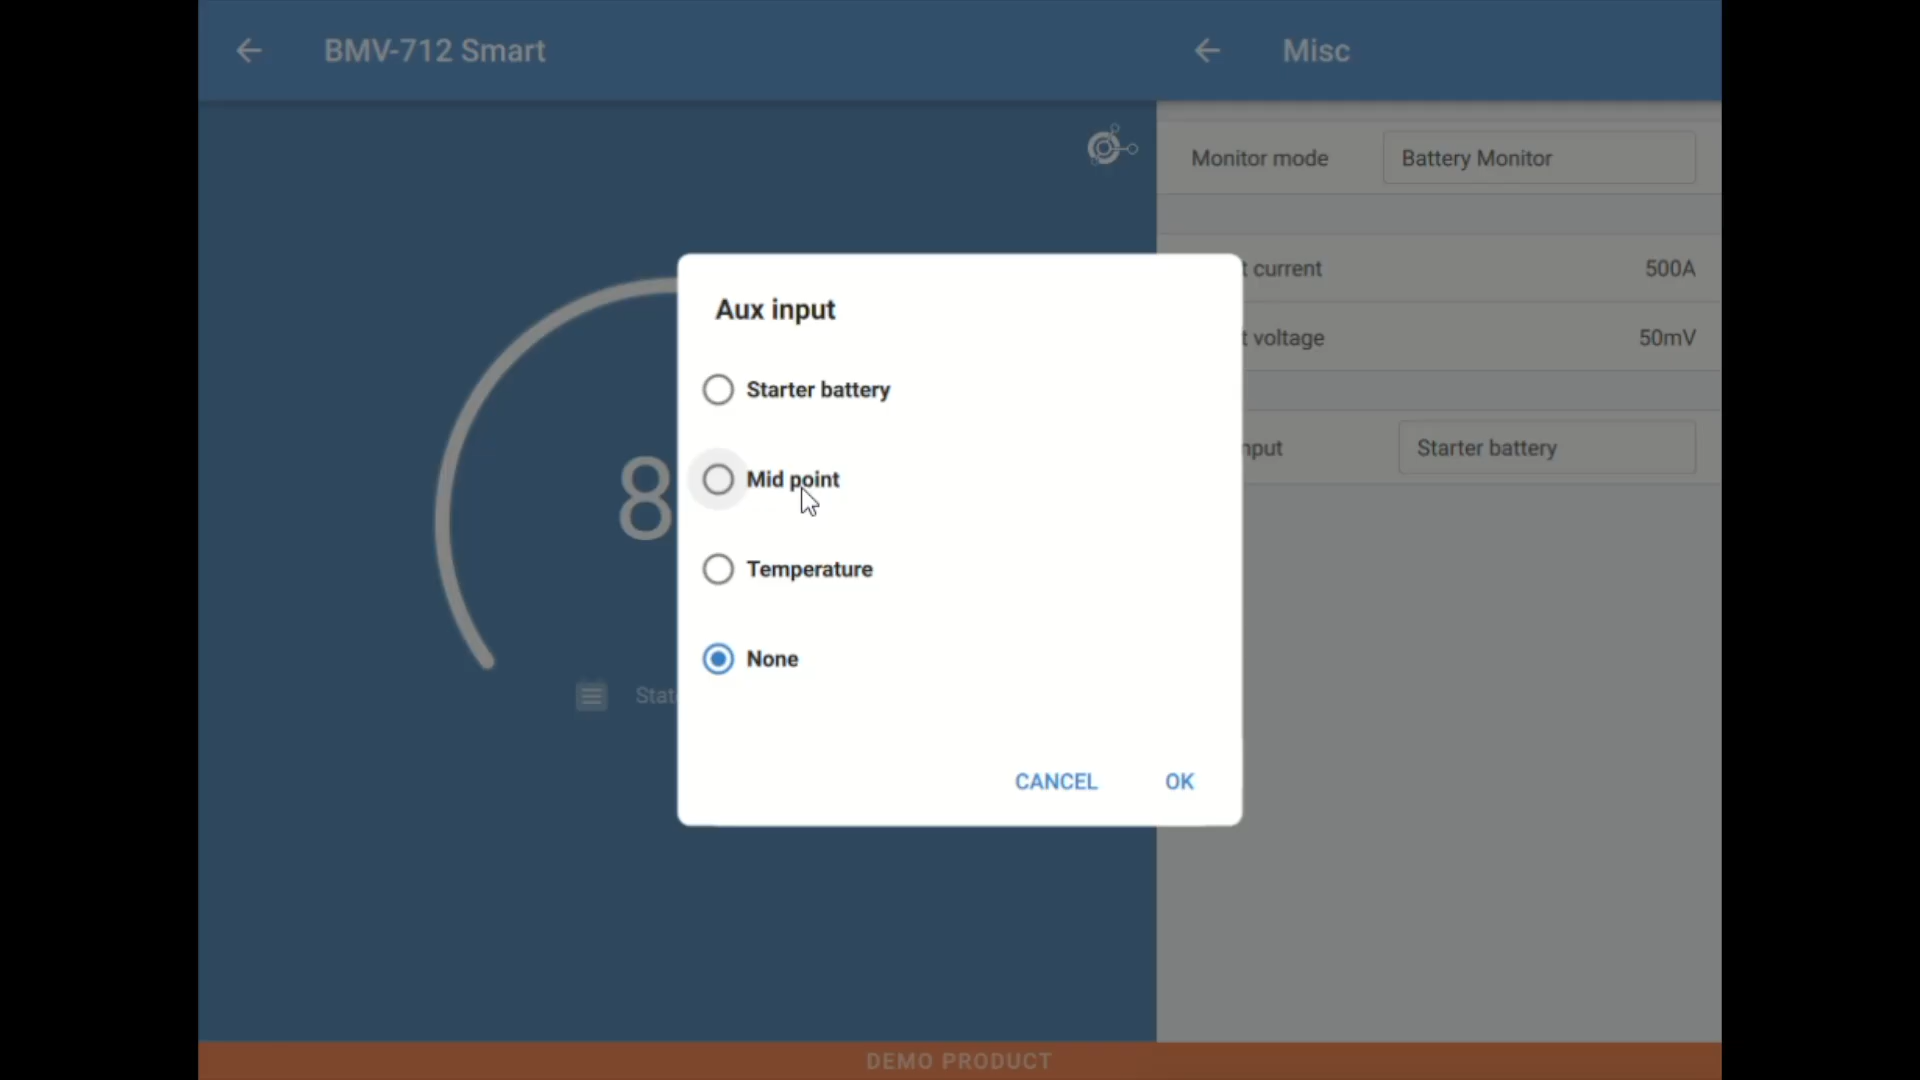 BMV-712 Smart
Misc
Monitor mode
Battery Monitor
current
500A
voltage
50mV
Starter battery
8
Aux input
Starter battery
Mid point
Temperature
None
CANCEL
OK
DEMO PRODUCT